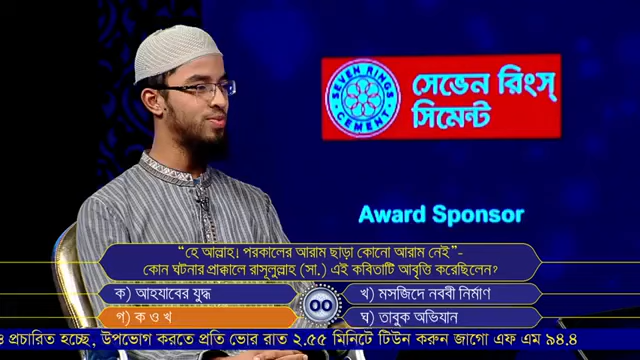 SEVEN RINGS
CEMENT
সেভেন রিংস্
সিমেন্ট
Award Sponsor
“হে আল্লাহ। পরকালের আরাম ছাড়া কোনো আরাম নেই”-
কোন ঘটনার প্রাক্কালে রাসূলুল্লাহ (সা.) এই কবিতাটি আবৃত্তি করেছিলেন?
ক) আহযাবের যুদ্ধ
খ) মসজিদে নববী নির্মাণ
00
গ) ক ও খ
ঘ) তাবুক অভিযান
প্রচারিত হচ্ছে, উপভোগ করতে প্রতি ভোর রাত ২.৫৫ মিনিটে টিউন করুন জাগো এফ এম ৯৪.৪